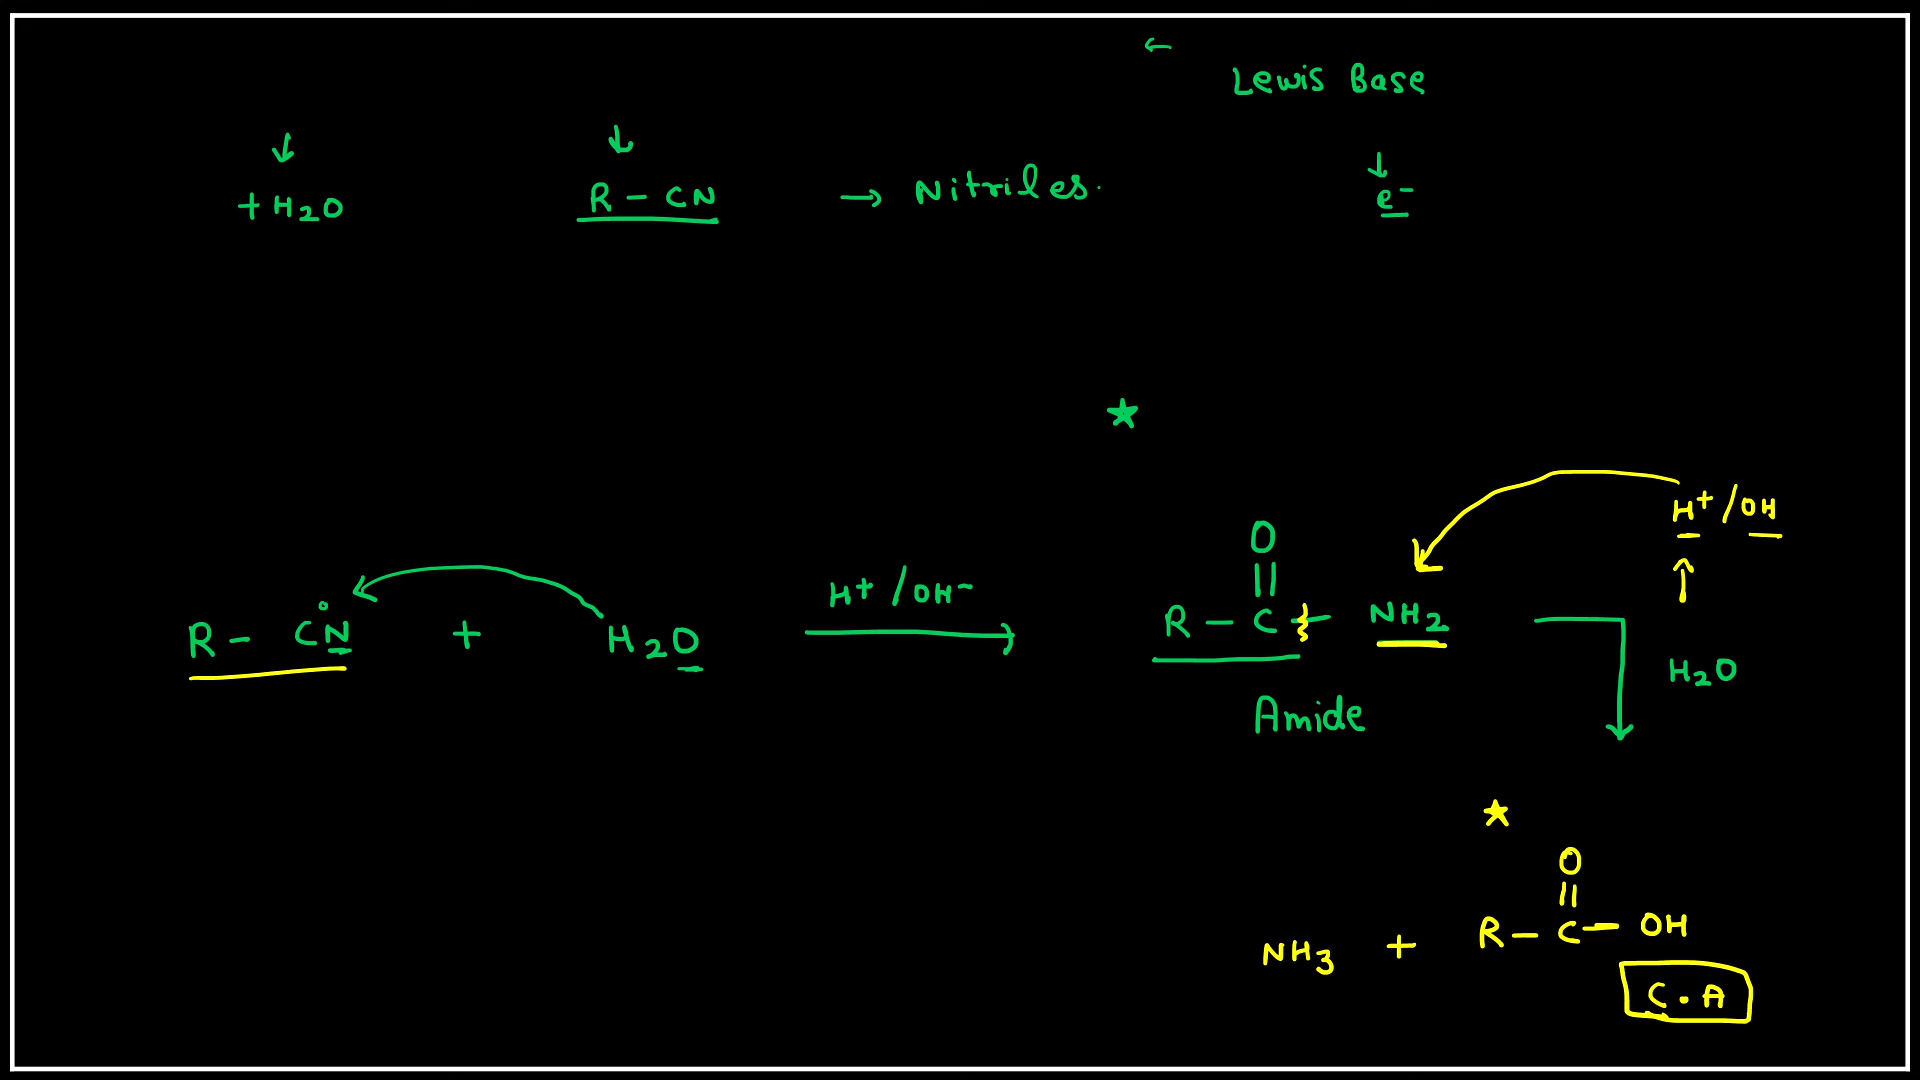 Lewis Base
+ H2O R - CN → Nitriles. e-
R - CN + H2O H+ / OH- R - C - NH2 H+ / OH
O
Amide H2O
O
NH3 + R - C - OH
C.A